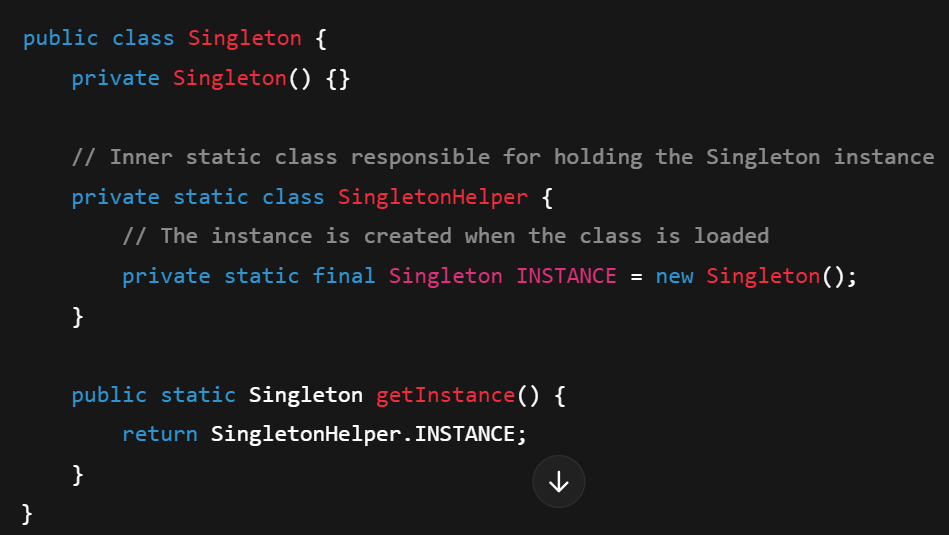 public class Singleton {
private Singleton() {}
// Inner static class responsible for holding the Singleton instance
private static class SingletonHelper {
// The instance is created when the class is loaded
private static final Singleton INSTANCE = new Singleton();
}
public static Singleton getInstance() {
return SingletonHelper.INSTANCE;
}
}